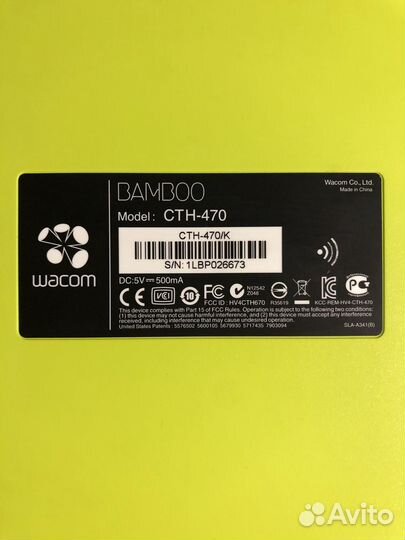 Wacom Co., Ltd.
Made in China
BAMBOO
Model: CTH-470
CTH-470/K
S/N: 1LBP026673
wacom
DC:5V 500mA
CE FC VCI 10 N12542
Z048
FCC ID : HV4CTH670 R35619 KCC-REM-HV4-CTH-470
This device complies with Part 15 of FCC Rules. Operation is subject to the following two conditions:
(1) This device may not cause harmful interference, and (2) this device must accept any interference
received, including interference that may cause undesired operation.
United States Patents : 5576502 5600105 5679930 5717435 7903094
SLA-A341(B)
Avito